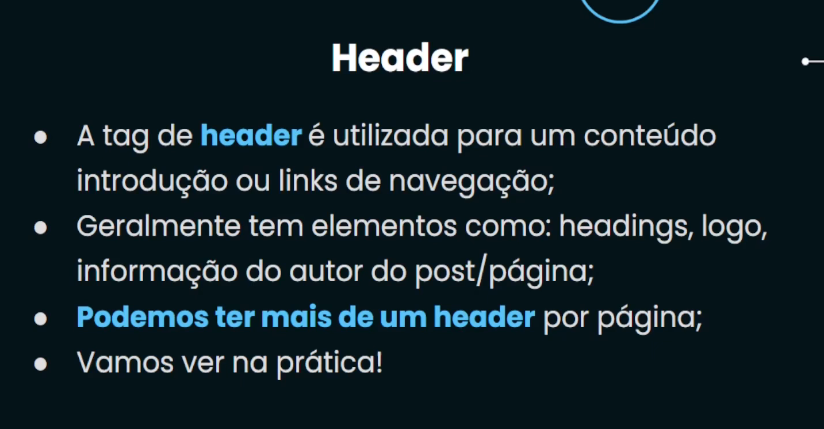 Header
● A tag de header é utilizada para um conteúdo
introdução ou links de navegação;
● Geralmente tem elementos como: headings, logo,
informação do autor do post/página;
● Podemos ter mais de um header por página;
● Vamos ver na prática!